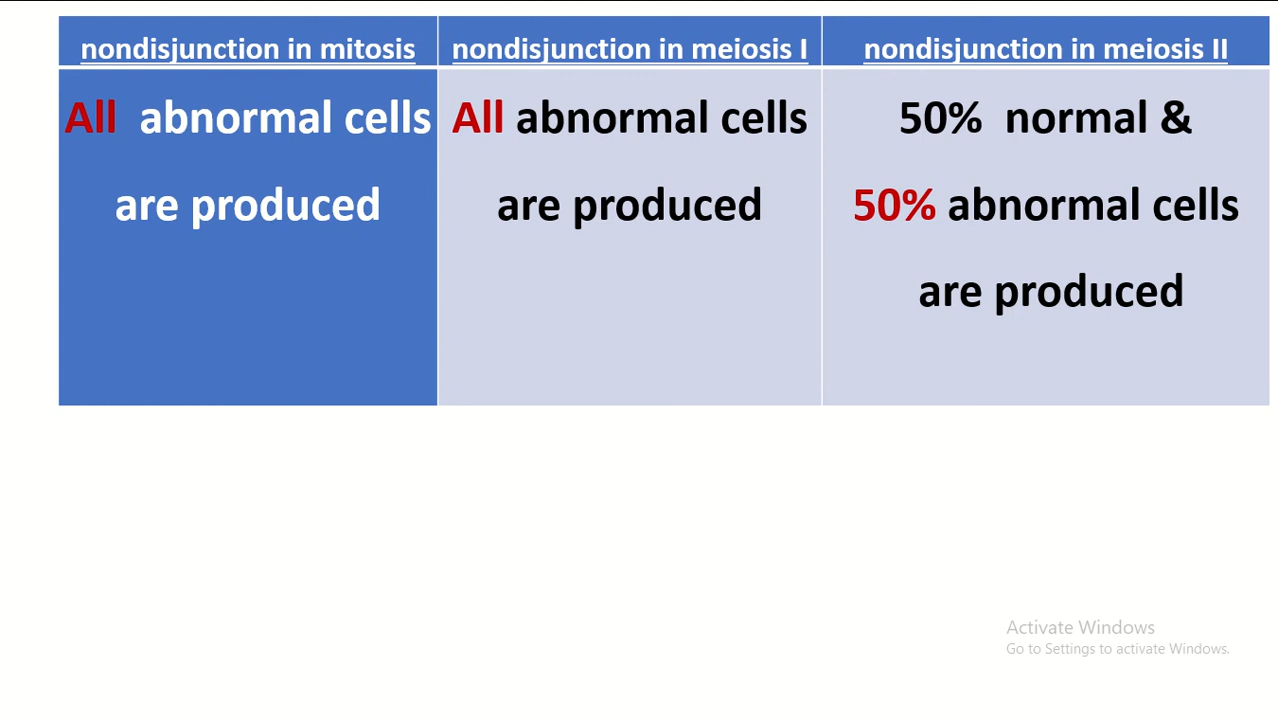 nondisjunction in mitosis
nondisjunction in meiosis I
nondisjunction in meiosis II
All abnormal cells
are produced
All abnormal cells
are produced
50% normal &
50% abnormal cells
are produced
Activate Windows
Go to Settings to activate Windows.